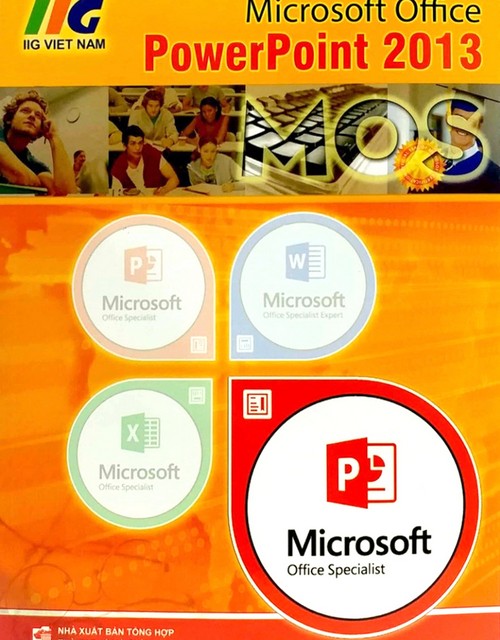 IIG
IIG VIET NAM
Microsoft Office
PowerPoint 2013
MOS
P
Microsoft
Office Specialist
W
Microsoft
Office Specialist Expert
X
Microsoft
Office Specialist
P
Microsoft
Office Specialist
NHÀ XUẤT BẢN TỔNG HỢP